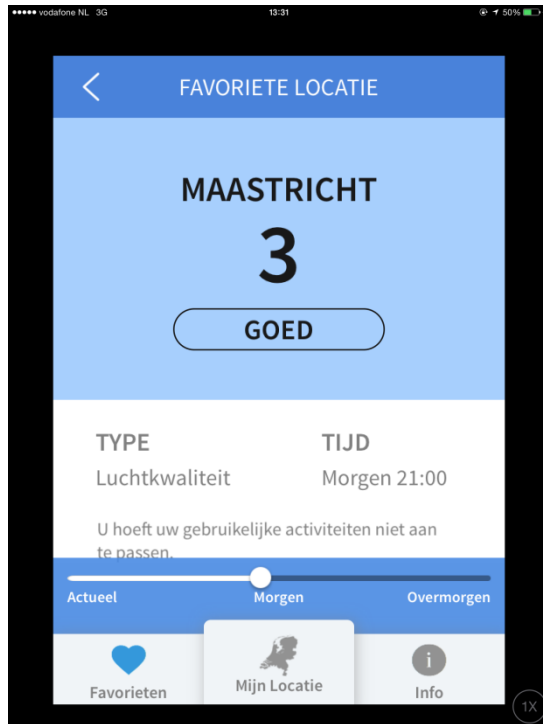 vodafone NL 3G 13:31 50%
FAVORIETE LOCATIE
MAASTRICHT
3
GOED
TYPE TIJD
Luchtkwaliteit Morgen 21:00
U hoeft uw gebruikelijke activiteiten niet aan
te passen.
Actueel Morgen Overmorgen
Favorieten Mijn Locatie Info
1X